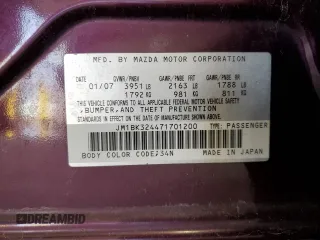 MFD. BY MAZDA MOTOR CORPORATION
GVWR/PNBV GAWR/PNBE FR GAWR/PNBE RR
01/07 3951 LB 2163 LB 1788 LB
1792 KG 981 KG 811 KG
THIS VEHICLE CONFORMS TO ALL APPLICABLE FEDERAL MOTOR VEHICLE SAFETY
>BUMPER, AND THEFT PREVENTION
STANDARDS IN EFFECT ON THE DATE OF MANUFACTURE SHOWN ABOVE.
JM1BK324471701200 TYPE: PASSENGER
BODY COLOR CODE:34N MADE IN JAPAN
DREAMBID